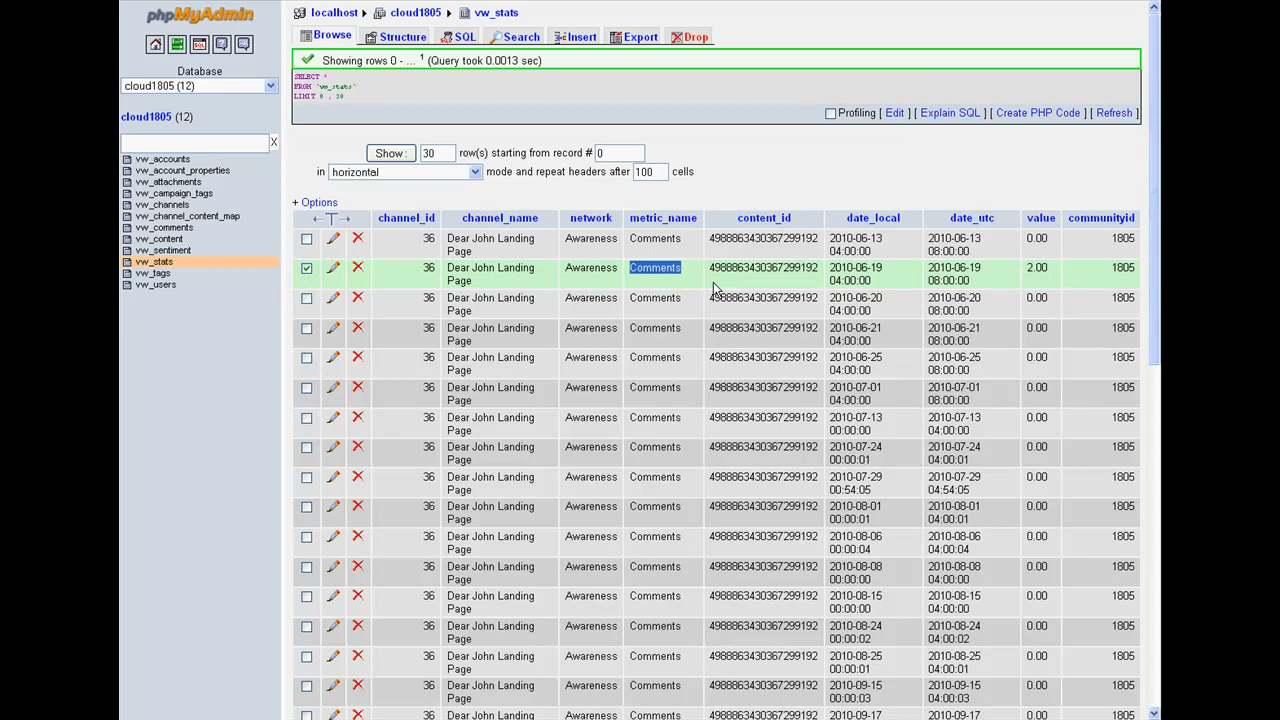 phpMyAdmin
Database
cloud1805 (12)
cloud1805 (12)
X
vw_accounts
vw_account_properties
vw_attachments
vw_campaign_tags
vw_channels
vw_channel_content_map
vw_comments
vw_content
vw_sentiment
vw_stats
vw_tags
vw_users
localhost cloud1805 vw_stats
Browse Structure SQL Search Insert Export Drop
Showing rows 0 - ... 1 (Query took 0.0013 sec)
SELECT *
FROM `vw_stats`
LIMIT 0 , 30
Profiling [ Edit ] [ Explain SQL ] [ Create PHP Code ] [ Refresh ]
Show : 30 row(s) starting from record # 0
in horizontal mode and repeat headers after 100 cells
+ Options
←T→ channel_id channel_name network metric_name content_id date_local date_utc value communityid
36 Dear John Landing Awareness Comments 4988863430367299192 2010-06-13 2010-06-13 0.00 1805
Page 04:00:00 08:00:00
36 Dear John Landing Awareness Comments 4988863430367299192 2010-06-19 2010-06-19 2.00 1805
Page 04:00:00 08:00:00
36 Dear John Landing Awareness Comments 4988863430367299192 2010-06-20 2010-06-20 0.00 1805
Page 04:00:00 08:00:00
36 Dear John Landing Awareness Comments 4988863430367299192 2010-06-21 2010-06-21 0.00 1805
Page 04:00:00 08:00:00
36 Dear John Landing Awareness Comments 4988863430367299192 2010-06-25 2010-06-25 0.00 1805
Page 04:00:00 08:00:00
36 Dear John Landing Awareness Comments 4988863430367299192 2010-07-01 2010-07-01 0.00 1805
Page 04:00:00 08:00:00
36 Dear John Landing Awareness Comments 4988863430367299192 2010-07-13 2010-07-13 0.00 1805
Page 00:00:00 04:00:00
36 Dear John Landing Awareness Comments 4988863430367299192 2010-07-24 2010-07-24 0.00 1805
Page 00:00:01 04:00:01
36 Dear John Landing Awareness Comments 4988863430367299192 2010-07-29 2010-07-29 0.00 1805
Page 00:54:05 04:54:05
36 Dear John Landing Awareness Comments 4988863430367299192 2010-08-01 2010-08-01 0.00 1805
Page 00:00:01 04:00:01
36 Dear John Landing Awareness Comments 4988863430367299192 2010-08-06 2010-08-06 0.00 1805
Page 00:00:04 04:00:04
36 Dear John Landing Awareness Comments 4988863430367299192 2010-08-08 2010-08-08 0.00 1805
Page 00:00:00 04:00:00
36 Dear John Landing Awareness Comments 4988863430367299192 2010-08-15 2010-08-15 0.00 1805
Page 00:00:00 04:00:00
36 Dear John Landing Awareness Comments 4988863430367299192 2010-08-24 2010-08-24 0.00 1805
Page 00:00:02 04:00:02
36 Dear John Landing Awareness Comments 4988863430367299192 2010-08-25 2010-08-25 0.00 1805
Page 00:00:01 04:00:01
36 Dear John Landing Awareness Comments 4988863430367299192 2010-09-15 2010-09-15 0.00 1805
Page 00:00:03 04:00:03
36 Dear John Landing Awareness Comments 4988863430367299192 2010-09-17 2010-09-17 0.00 1805